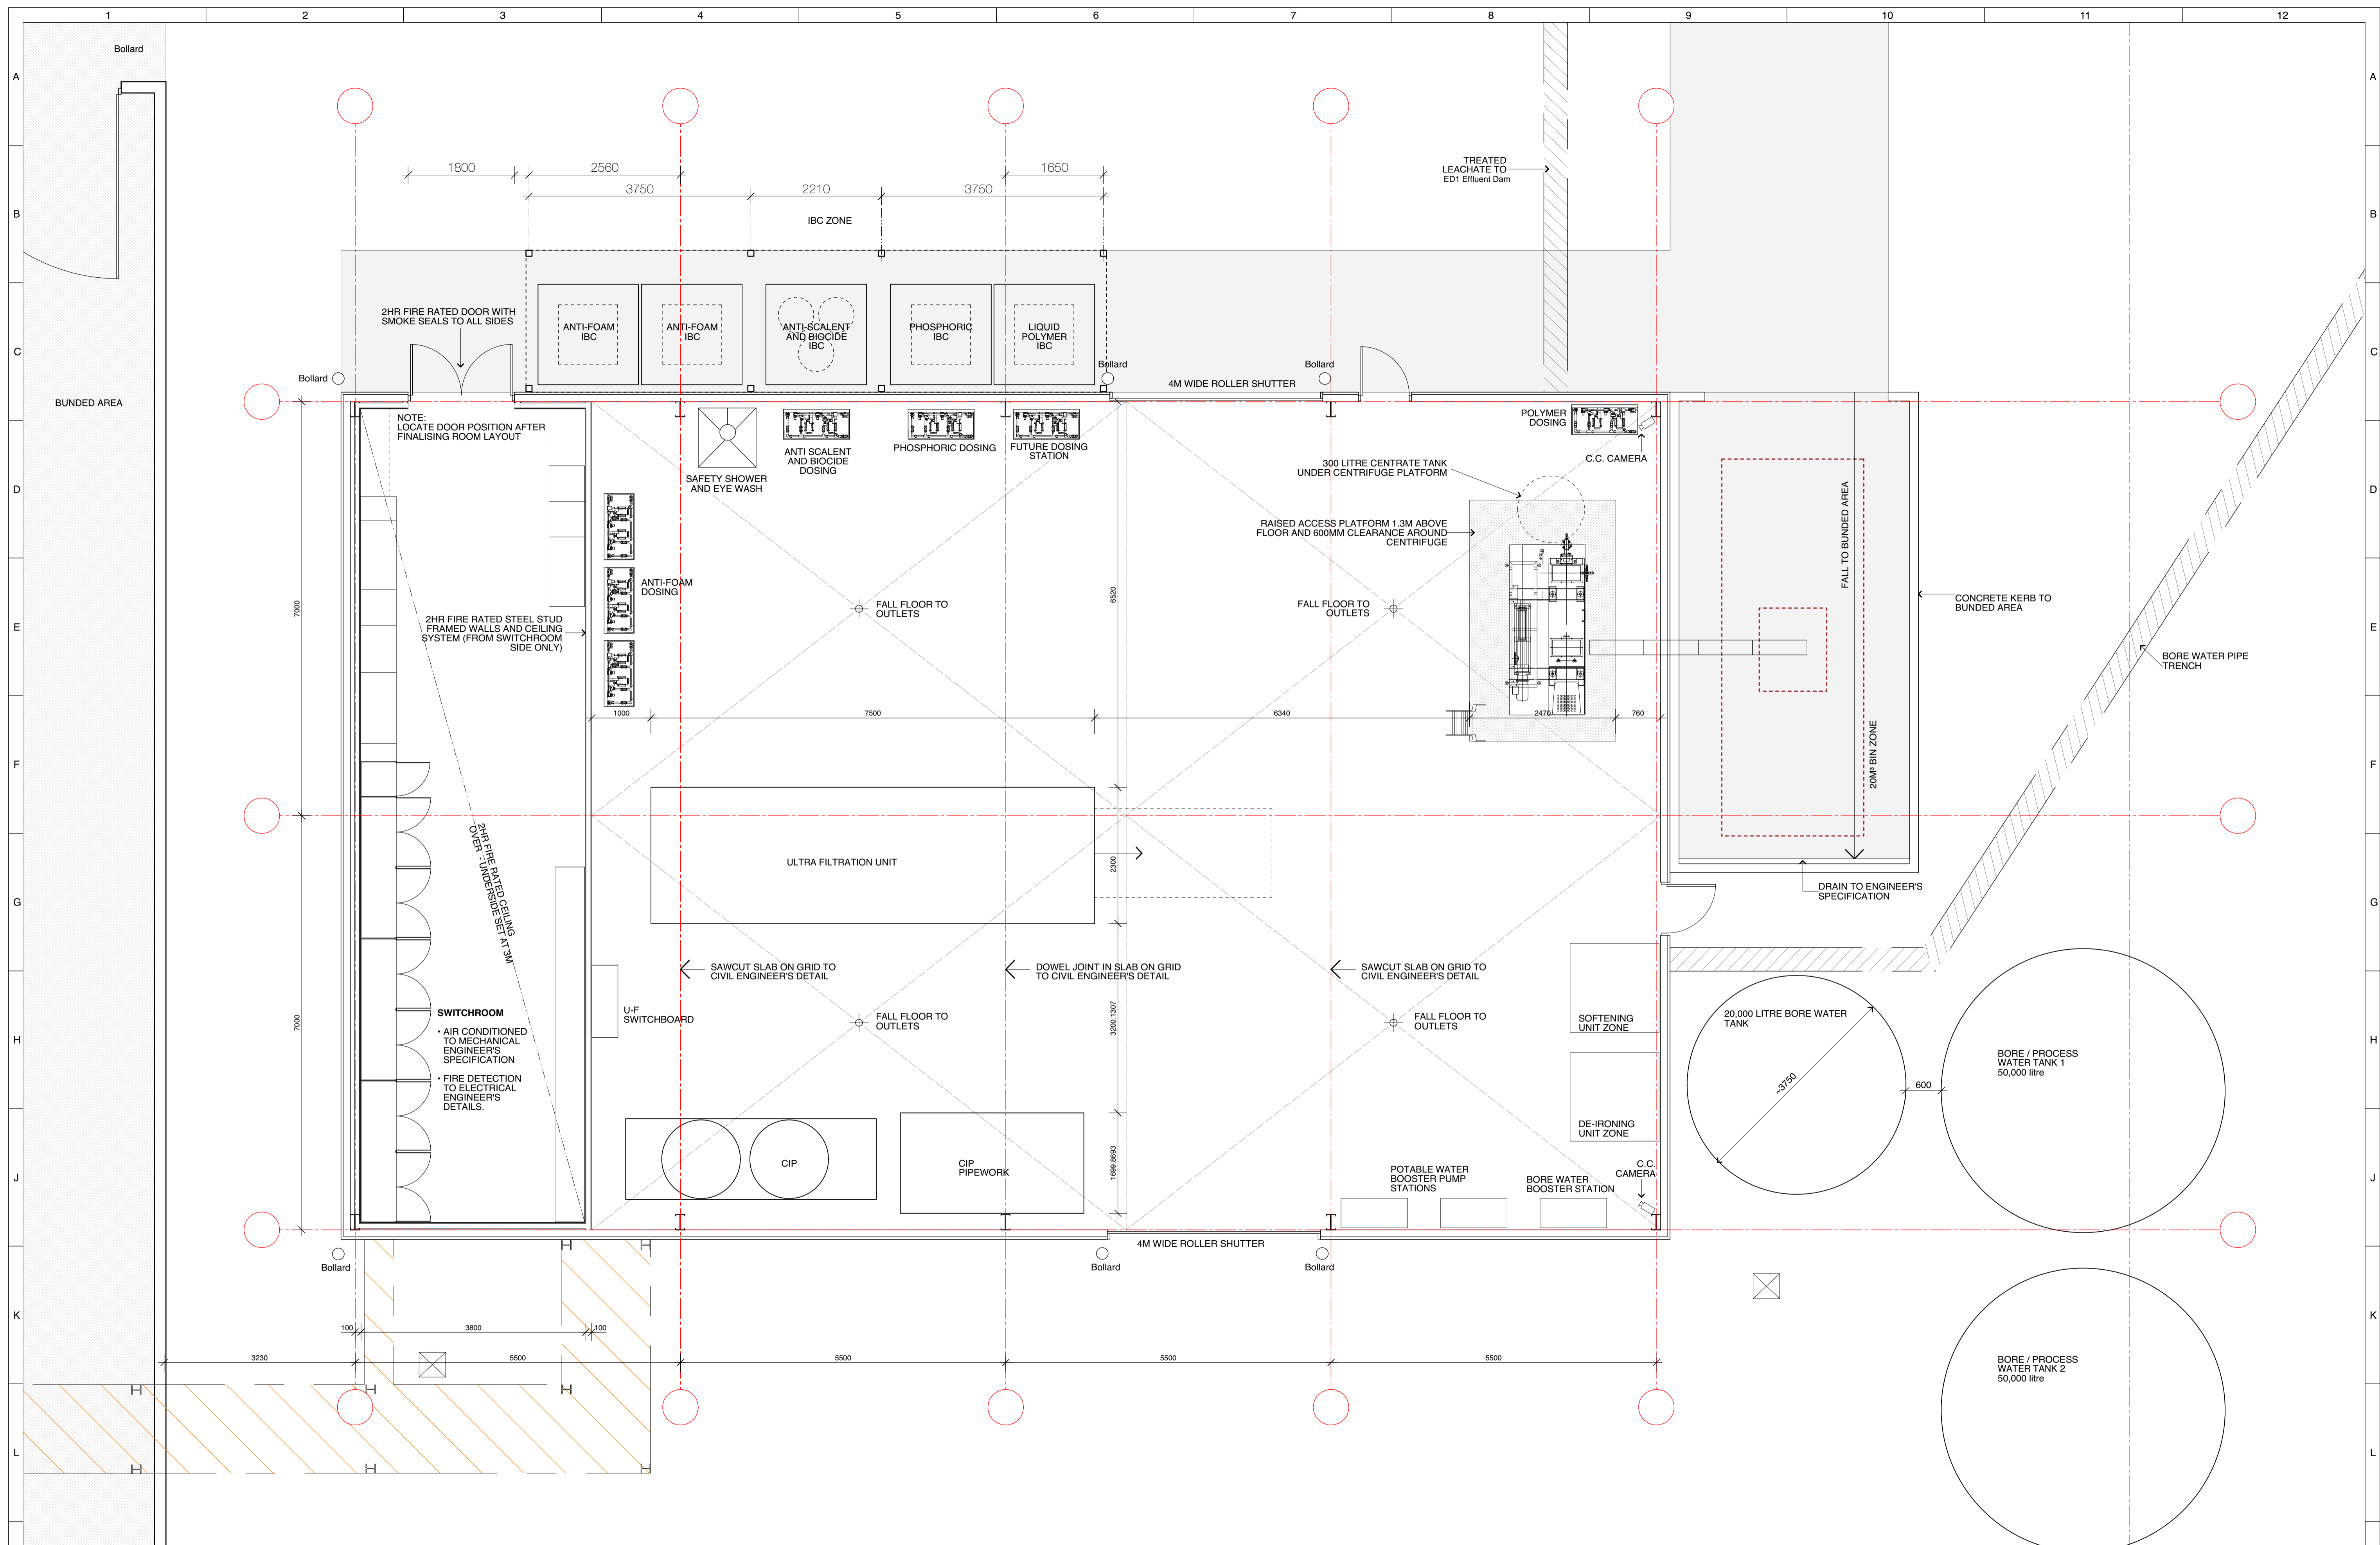 1 2 3 4 5 6 7 8 9 10 11 12
A A
B B
C C
D D
E E
F F
G G
H H
J J
K K
L L
Bollard
BUNDED AREA
1800
2560
1650
3750
2210
3750
IBC ZONE
TREATED
LEACHATE TO
ED1 Effluent Dam
2HR FIRE RATED DOOR WITH
SMOKE SEALS TO ALL SIDES
ANTI-FOAM
IBC
ANTI-FOAM
IBC
ANTI-SCALENT
AND BIOCIDE
IBC
PHOSPHORIC
IBC
LIQUID
POLYMER
IBC
Bollard
Bollard
Bollard
4M WIDE ROLLER SHUTTER
NOTE:
LOCATE DOOR POSITION AFTER
FINALISING ROOM LAYOUT
SAFETY SHOWER
AND EYE WASH
ANTI SCALENT
AND BIOCIDE
DOSING
PHOSPHORIC DOSING
FUTURE DOSING
STATION
POLYMER
DOSING
C.C. CAMERA
300 LITRE CENTRATE TANK
UNDER CENTRIFUGE PLATFORM
RAISED ACCESS PLATFORM 1.3M ABOVE
FLOOR AND 600MM CLEARANCE AROUND
CENTRIFUGE
ANTI-FOAM
DOSING
FALL FLOOR TO
OUTLETS
FALL FLOOR TO
OUTLETS
7000
6520
2HR FIRE RATED STEEL STUD
FRAMED WALLS AND CEILING
SYSTEM (FROM SWITCHROOM
SIDE ONLY)
FALL TO BUNDED AREA
20M³ BIN ZONE
CONCRETE KERB TO
BUNDED AREA
BORE WATER PIPE
TRENCH
1000
7500
6340
2470
760
2HR FIRE RATED CEILING
OVER - UNDERSIDE SET AT 3M
ULTRA FILTRATION UNIT
2300
DRAIN TO ENGINEER'S
SPECIFICATION
SAWCUT SLAB ON GRID TO
CIVIL ENGINEER'S DETAIL
DOWEL JOINT IN SLAB ON GRID
TO CIVIL ENGINEER'S DETAIL
SAWCUT SLAB ON GRID TO
CIVIL ENGINEER'S DETAIL
7000
SWITCHROOM
• AIR CONDITIONED
TO MECHANICAL
ENGINEER'S
SPECIFICATION
• FIRE DETECTION
TO ELECTRICAL
ENGINEER'S
DETAILS.
U-F
SWITCHBOARD
FALL FLOOR TO
OUTLETS
3200.1307
FALL FLOOR TO
OUTLETS
SOFTENING
UNIT ZONE
DE-IRONING
UNIT ZONE
20,000 LITRE BORE WATER
TANK
~3750
600
BORE / PROCESS
WATER TANK 1
50,000 litre
CIP
CIP
PIPEWORK
1699.8693
POTABLE WATER
BOOSTER PUMP
STATIONS
BORE WATER
BOOSTER STATION
C.C.
CAMERA
4M WIDE ROLLER SHUTTER
Bollard
Bollard
Bollard
100
3800
100
3230
5500
5500
5500
5500
BORE / PROCESS
WATER TANK 2
50,000 litre